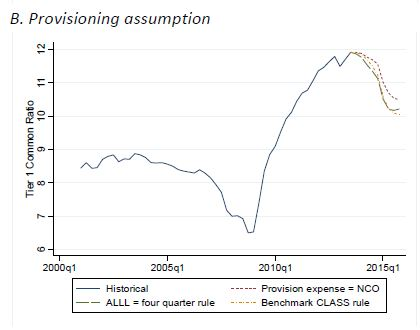 B. Provisioning assumption
Tier 1 Common Ratio
12
11
10
9
8
7
6
2000q1 2005q1 2010q1 2015q1
Historical Provision expense = NCO
ALLL = four quarter rule Benchmark CLASS rule